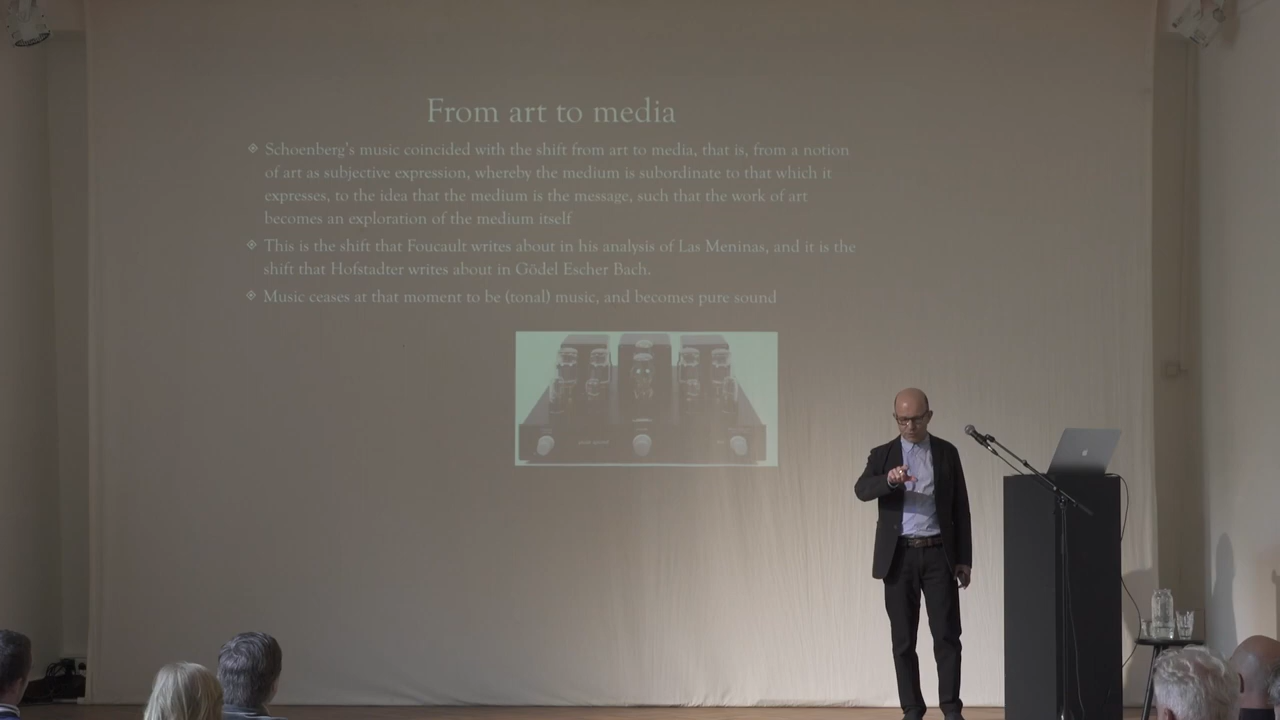 From art to media
Schoenberg's music coincided with the shift from art to media, that is, from a notion
of art as subjective expression, whereby the medium is subordinate to that which it
expresses, to the idea that the medium is the message, such that the work of art
becomes an exploration of the medium itself
This is the shift that Foucault writes about in his analysis of Las Meninas, and it is the
shift that Hofstadter writes about in Gödel Escher Bach.
Music ceases at that moment to be (tonal) music, and becomes pure sound